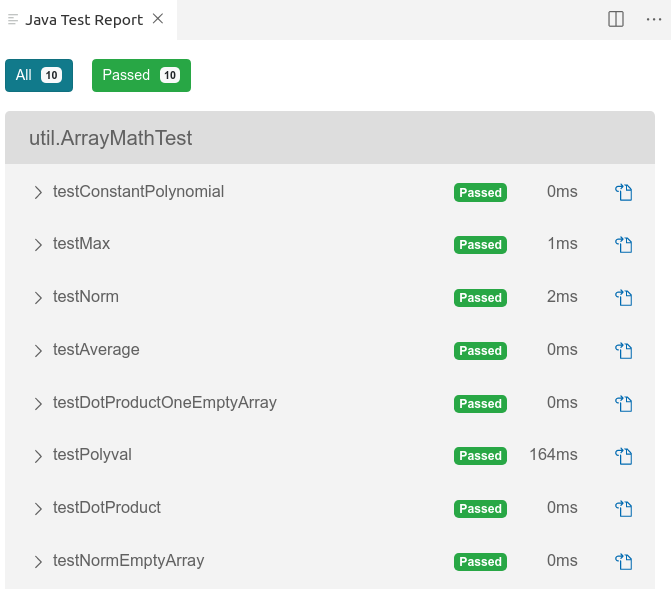 Java Test Report
All 10 Passed 10
util.ArrayMathTest
testConstantPolynomial Passed 0ms
testMax Passed 1ms
testNorm Passed 2ms
testAverage Passed 0ms
testDotProductOneEmptyArray Passed 0ms
testPolyval Passed 164ms
testDotProduct Passed 0ms
testNormEmptyArray Passed 0ms